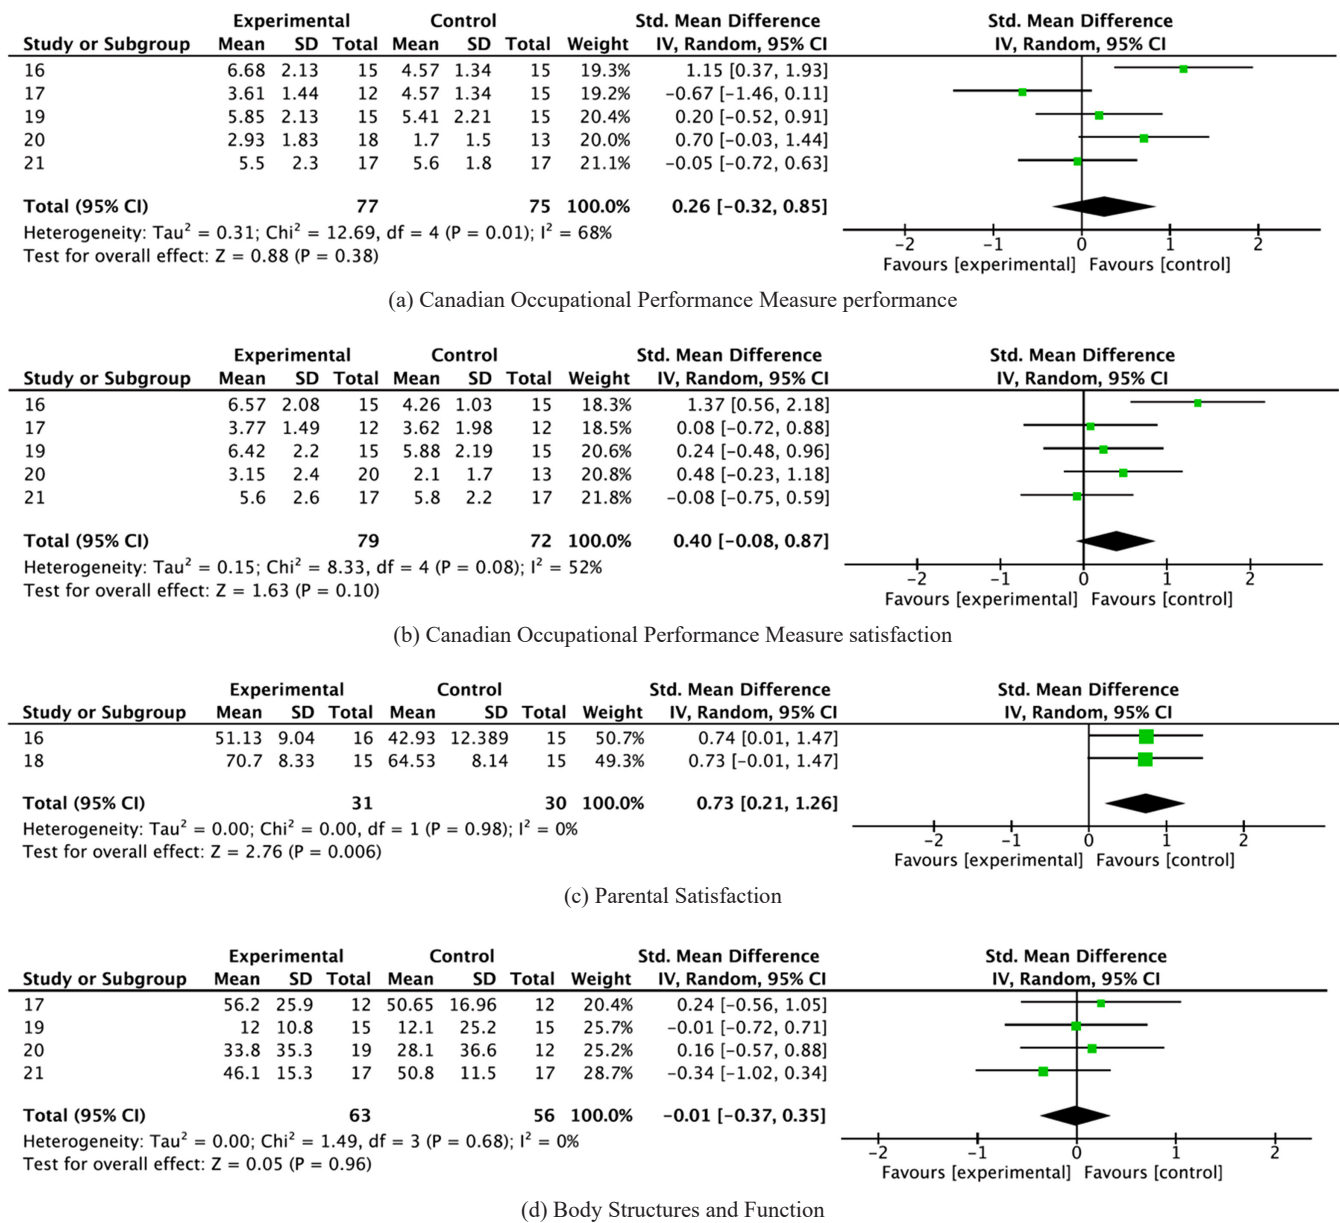 Experimental Control Std. Mean Difference Std. Mean Difference
Study or Subgroup Mean SD Total Mean SD Total Weight IV, Random, 95% CI IV, Random, 95% CI
16 6.68 2.13 15 4.57 1.34 15 19.3% 1.15 [0.37, 1.93]
17 3.61 1.44 12 4.57 1.34 15 19.2% −0.67 [−1.46, 0.11]
19 5.85 2.13 15 5.41 2.21 15 20.4% 0.20 [−0.52, 0.91]
20 2.93 1.83 18 1.7 1.5 13 20.0% 0.70 [−0.03, 1.44]
21 5.5 2.3 17 5.6 1.8 17 21.1% −0.05 [−0.72, 0.63]
Total (95% CI) 77 75 100.0% 0.26 [−0.32, 0.85]
Heterogeneity: Tau² = 0.31; Chi² = 12.69, df = 4 (P = 0.01); I² = 68%
Test for overall effect: Z = 0.88 (P = 0.38)
−2 −1 0 1 2
Favours [experimental] Favours [control]
(a) Canadian Occupational Performance Measure performance
Experimental Control Std. Mean Difference Std. Mean Difference
Study or Subgroup Mean SD Total Mean SD Total Weight IV, Random, 95% CI IV, Random, 95% CI
16 6.57 2.08 15 4.26 1.03 15 18.3% 1.37 [0.56, 2.18]
17 3.77 1.49 12 3.62 1.98 12 18.5% 0.08 [−0.72, 0.88]
19 6.42 2.2 15 5.88 2.19 15 20.6% 0.24 [−0.48, 0.96]
20 3.15 2.4 20 2.1 1.7 13 20.8% 0.48 [−0.23, 1.18]
21 5.6 2.6 17 5.8 2.2 17 21.8% −0.08 [−0.75, 0.59]
Total (95% CI) 79 72 100.0% 0.40 [−0.08, 0.87]
Heterogeneity: Tau² = 0.15; Chi² = 8.33, df = 4 (P = 0.08); I² = 52%
Test for overall effect: Z = 1.63 (P = 0.10)
−2 −1 0 1 2
Favours [experimental] Favours [control]
(b) Canadian Occupational Performance Measure satisfaction
Experimental Control Std. Mean Difference Std. Mean Difference
Study or Subgroup Mean SD Total Mean SD Total Weight IV, Random, 95% CI IV, Random, 95% CI
16 51.13 9.04 16 42.93 12.389 15 50.7% 0.74 [0.01, 1.47]
18 70.7 8.33 15 64.53 8.14 15 49.3% 0.73 [−0.01, 1.47]
Total (95% CI) 31 30 100.0% 0.73 [0.21, 1.26]
Heterogeneity: Tau² = 0.00; Chi² = 0.00, df = 1 (P = 0.98); I² = 0%
Test for overall effect: Z = 2.76 (P = 0.006)
−2 −1 0 1 2
Favours [experimental] Favours [control]
(c) Parental Satisfaction
Experimental Control Std. Mean Difference Std. Mean Difference
Study or Subgroup Mean SD Total Mean SD Total Weight IV, Random, 95% CI IV, Random, 95% CI
17 56.2 25.9 12 50.65 16.96 12 20.4% 0.24 [−0.56, 1.05]
19 12 10.8 15 12.1 25.2 15 25.7% −0.01 [−0.72, 0.71]
20 33.8 35.3 19 28.1 36.6 12 25.2% 0.16 [−0.57, 0.88]
21 46.1 15.3 17 50.8 11.5 17 28.7% −0.34 [−1.02, 0.34]
Total (95% CI) 63 56 100.0% −0.01 [−0.37, 0.35]
Heterogeneity: Tau² = 0.00; Chi² = 1.49, df = 3 (P = 0.68); I² = 0%
Test for overall effect: Z = 0.05 (P = 0.96)
−2 −1 0 1 2
Favours [experimental] Favours [control]
(d) Body Structures and Function